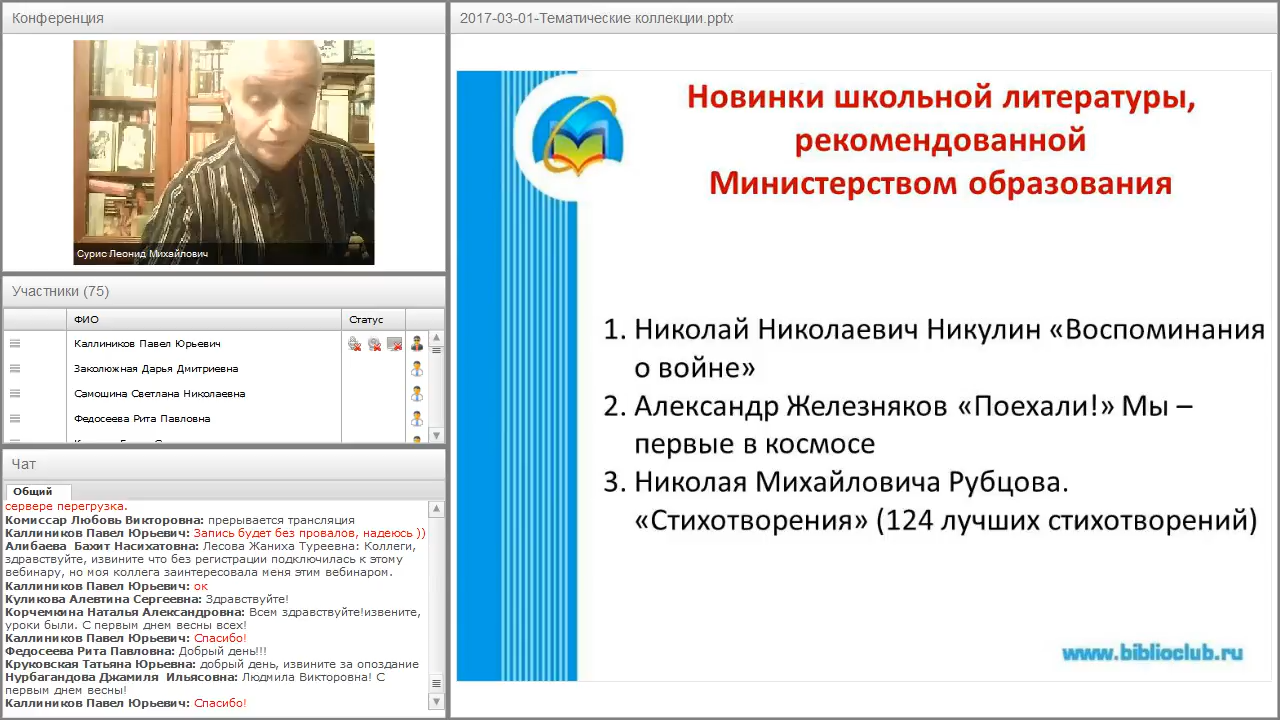 Конференция
Сурис Леонид Михайлович
Участники (75)
ФИО
Статус
Каллиников Павел Юрьевич
Заколюжная Дарья Дмитриевна
Самошина Светлана Николаевна
Федосеева Рита Павловна
Чат
Общий
сервере перегрузка.
Комиссар Любовь Викторовна: прерывается трансляция
Каллиников Павел Юрьевич: Запись будет без провалов, надеюсь ))
Алибаева Бахит Насихатовна: Лесова Жаниха Туреевна: Коллеги,
здравствуйте, извините что без регистрации подключилась к этому
вебинару, но моя коллега заинтересовала меня этим вебинаром.
Каллиников Павел Юрьевич: ок
Куликова Алевтина Сергеевна: Здравствуйте!
Корчемкина Наталья Александровна: Всем здравствуйте!извените,
уроки были. С первым днем весны всех!
Каллиников Павел Юрьевич: Спасибо!
Федосеева Рита Павловна: Добрый день!!!
Круковская Татьяна Юрьевна: добрый день, извините за опоздание
Нурбагандова Джамиля Ильясовна: Людмила Викторовна! С
первым днем весны!
Каллиников Павел Юрьевич: Спасибо!
2017-03-01-Тематические коллекции.pptx
Новинки школьной литературы,
рекомендованной
Министерством образования
1. Николай Николаевич Никулин «Воспоминания
о войне»
2. Александр Железняков «Поехали!» Мы –
первые в космосе
3. Николая Михайловича Рубцова.
«Стихотворения» (124 лучших стихотворений)
www.biblioclub.ru